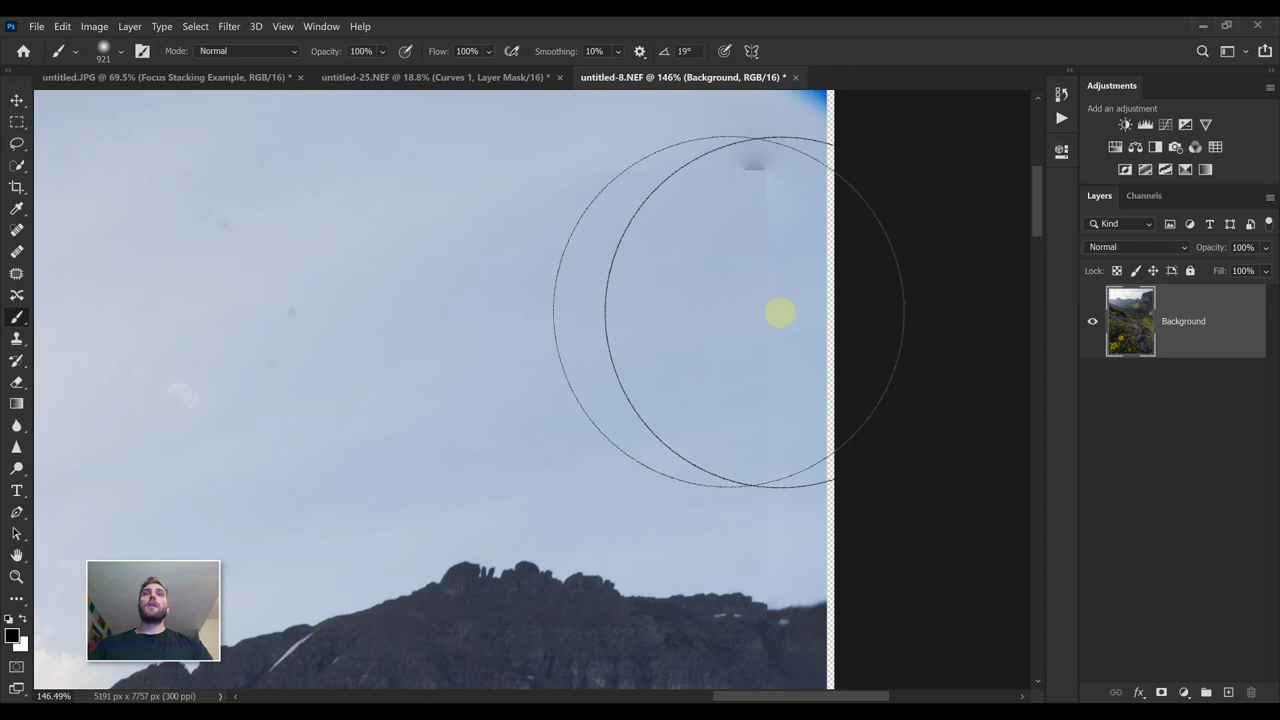 Ps File Edit Image Layer Type Select Filter 3D View Window Help
921 Mode: Normal Opacity: 100% Flow: 100% Smoothing: 10% 19°
untitled.JPG @ 69.5% (Focus Stacking Example, RGB/16) * × untitled-25.NEF @ 18.8% (Curves 1, Layer Mask/16) * × untitled-8.NEF @ 146% (Background, RGB/16) * ×
Adjustments
Add an adjustment
Layers Channels
Kind
Normal Opacity: 100%
Lock: Fill: 100%
Background
146.49% 5191 px x 7757 px (300 ppi)